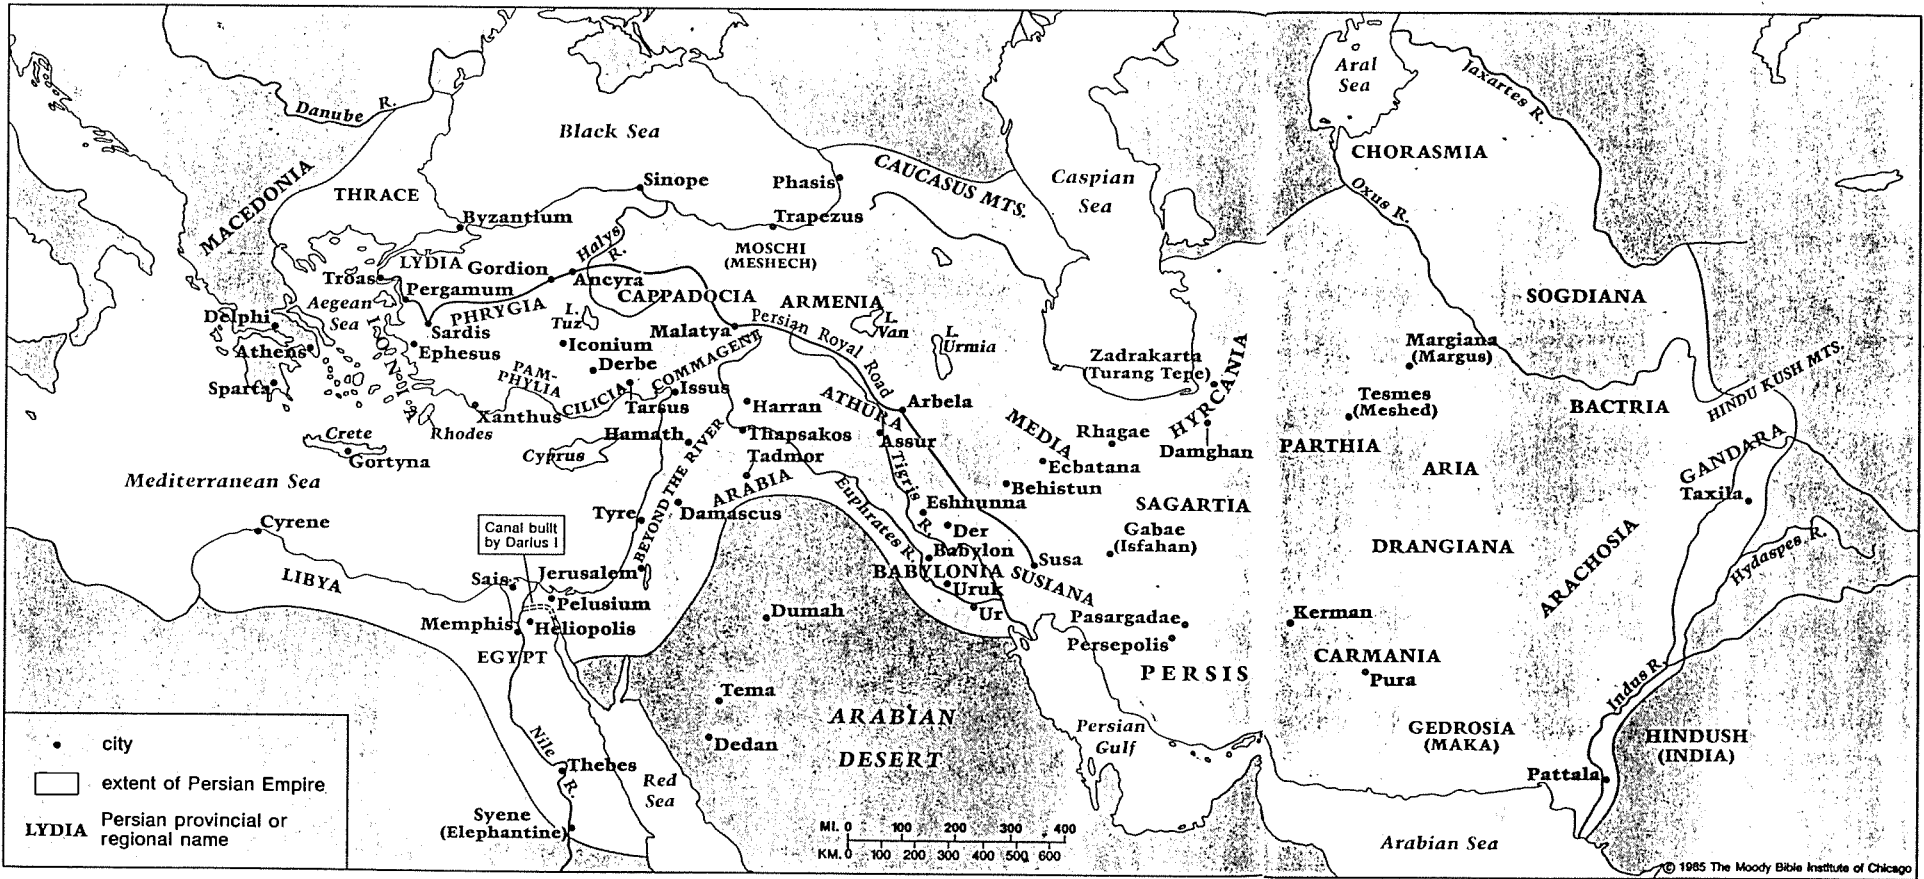 Danube R.
Black Sea
Aral
Sea
Jaxartes R.
MACEDONIA
THRACE
Sinope
Phasis
CAUCASUS MTS.
Caspian
Sea
CHORASMIA
Oxus R.
Byzantium
Trapezus
Halys
R.
MOSCHI
(MESHECH)
Troas
LYDIA
Gordion
Ancyra
Pergamum
PHRYGIA
CAPPADOCIA
ARMENIA
SOGDIANA
Aegean
Sea
IONIA
Delphi
Athens
Sparta
Sardis
Ephesus
L.
Tuz
Iconium
Derbe
Malatya
Persian Royal Road
L.
Van
L.
Urmia
Zadrakarta
(Turang Tepe)
HYRCANIA
Margiana
(Margus)
Tesmes
(Meshed)
BACTRIA
HINDU KUSH MTS.
PAM-
PHYLIA
CILICIA
COMMAGENE
Issus
Tarsus
Xanthus
Rhodes
Crete
Gortyna
Cyprus
Hamath
Harran
Thapsakos
Tadmor
ATHURA
Arbela
Assur
Tigris
R.
MEDIA
Rhagae
Ecbatana
Behistun
Damghan
PARTHIA
ARIA
GANDARA
Taxila
Mediterranean Sea
BEYOND THE RIVER
ARABIA
Damascus
Tyre
Euphrates R.
Eshnunna
Der
Babylon
BABYLONIA
Uruk
Ur
SUSIANA
Susa
SAGARTIA
Gabae
(Isfahan)
DRANGIANA
ARACHOSIA
Hydaspes R.
Cyrene
LIBYA
Canal built
by Darius I
Sais
Jerusalem
Pelusium
Memphis
Heliopolis
EGYPT
Dumah
Pasargadae
Persepolis
PERSIS
Kerman
CARMANIA
Pura
Indus R.
Tema
Dedan
ARABIAN
DESERT
Persian
Gulf
GEDROSIA
(MAKA)
HINDUSH
(INDIA)
Pattala
Nile
R.
Thebes
Red
Sea
Syene
(Elephantine)
Arabian Sea
city
extent of Persian Empire
LYDIA Persian provincial or
regional name
MI. 0 100 200 300 400
KM. 0 100 200 300 400 500 600
© 1985 The Moody Bible Institute of Chicago